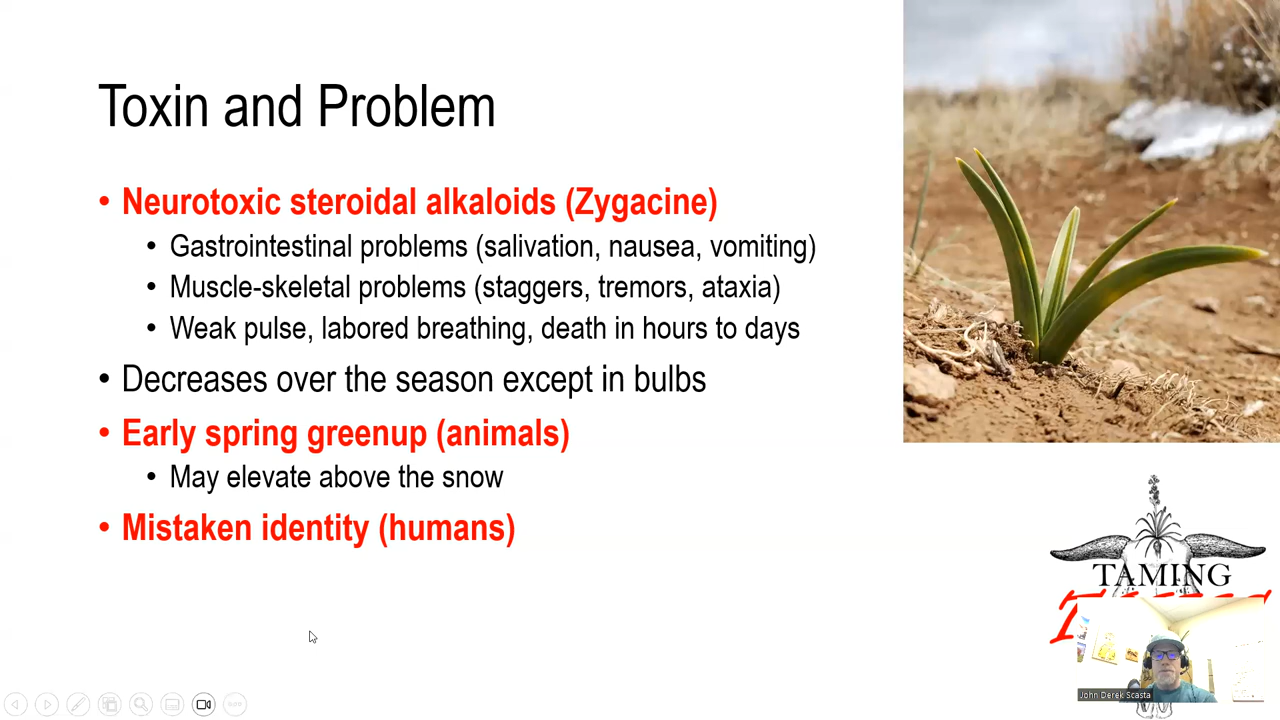 Toxin and Problem
• Neurotoxic steroidal alkaloids (Zygacine)
• Gastrointestinal problems (salivation, nausea, vomiting)
• Muscle-skeletal problems (staggers, tremors, ataxia)
• Weak pulse, labored breathing, death in hours to days
• Decreases over the season except in bulbs
• Early spring greenup (animals)
• May elevate above the snow
• Mistaken identity (humans)
TAMING
John Derek Scasta